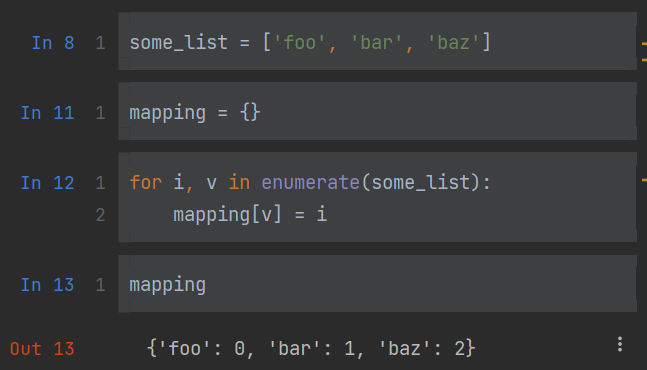 In 8 1 some_list = ['foo', 'bar', 'baz']
In 11 1 mapping = {}
In 12 1 for i, v in enumerate(some_list):
2 mapping[v] = i
In 13 1 mapping
Out 13 {'foo': 0, 'bar': 1, 'baz': 2}